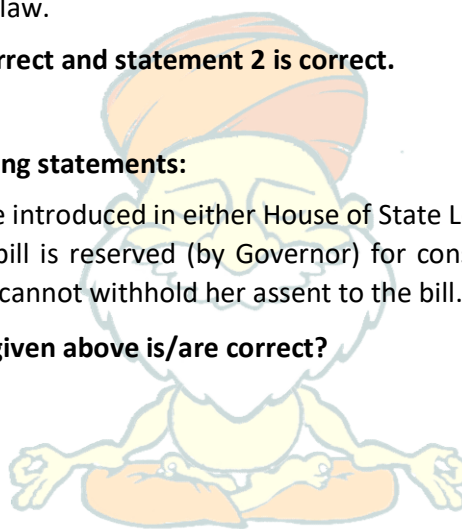 law.
rrect and statement 2 is correct.
ng statements:
e introduced in either House of State L
bill is reserved (by Governor) for con
cannot withhold her assent to the bill.
given above is/are correct?